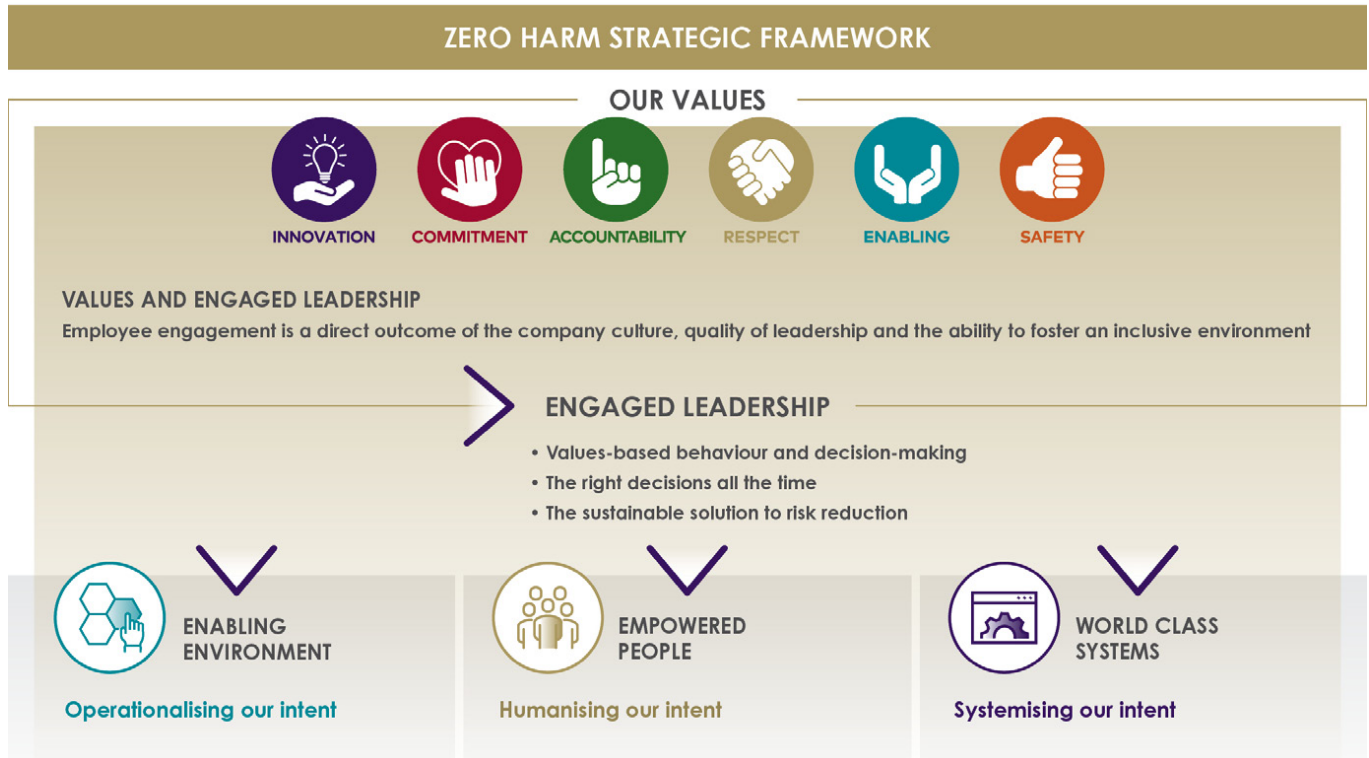 ZERO HARM STRATEGIC FRAMEWORK
OUR VALUES
INNOVATION
COMMITMENT
ACCOUNTABILITY
RESPECT
ENABLING
SAFETY
VALUES AND ENGAGED LEADERSHIP
Employee engagement is a direct outcome of the company culture, quality of leadership and the ability to foster an inclusive environment
ENGAGED LEADERSHIP
• Values-based behaviour and decision-making
• The right decisions all the time
• The sustainable solution to risk reduction
ENABLING
ENVIRONMENT
Operationalising our intent
EMPOWERED
PEOPLE
Humanising our intent
WORLD CLASS
SYSTEMS
Systemising our intent